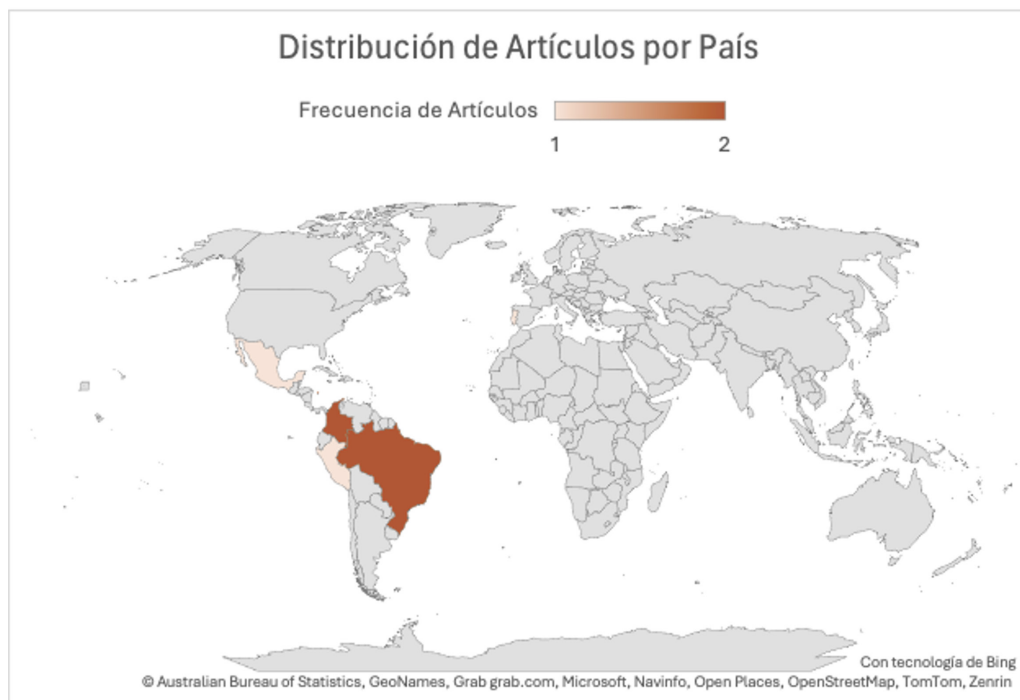 Distribución de Artículos por País
Frecuencia de Artículos
1 2
Con tecnología de Bing
© Australian Bureau of Statistics, GeoNames, Grab grab.com, Microsoft, Navinfo, Open Places, OpenStreetMap, TomTom, Zenrin